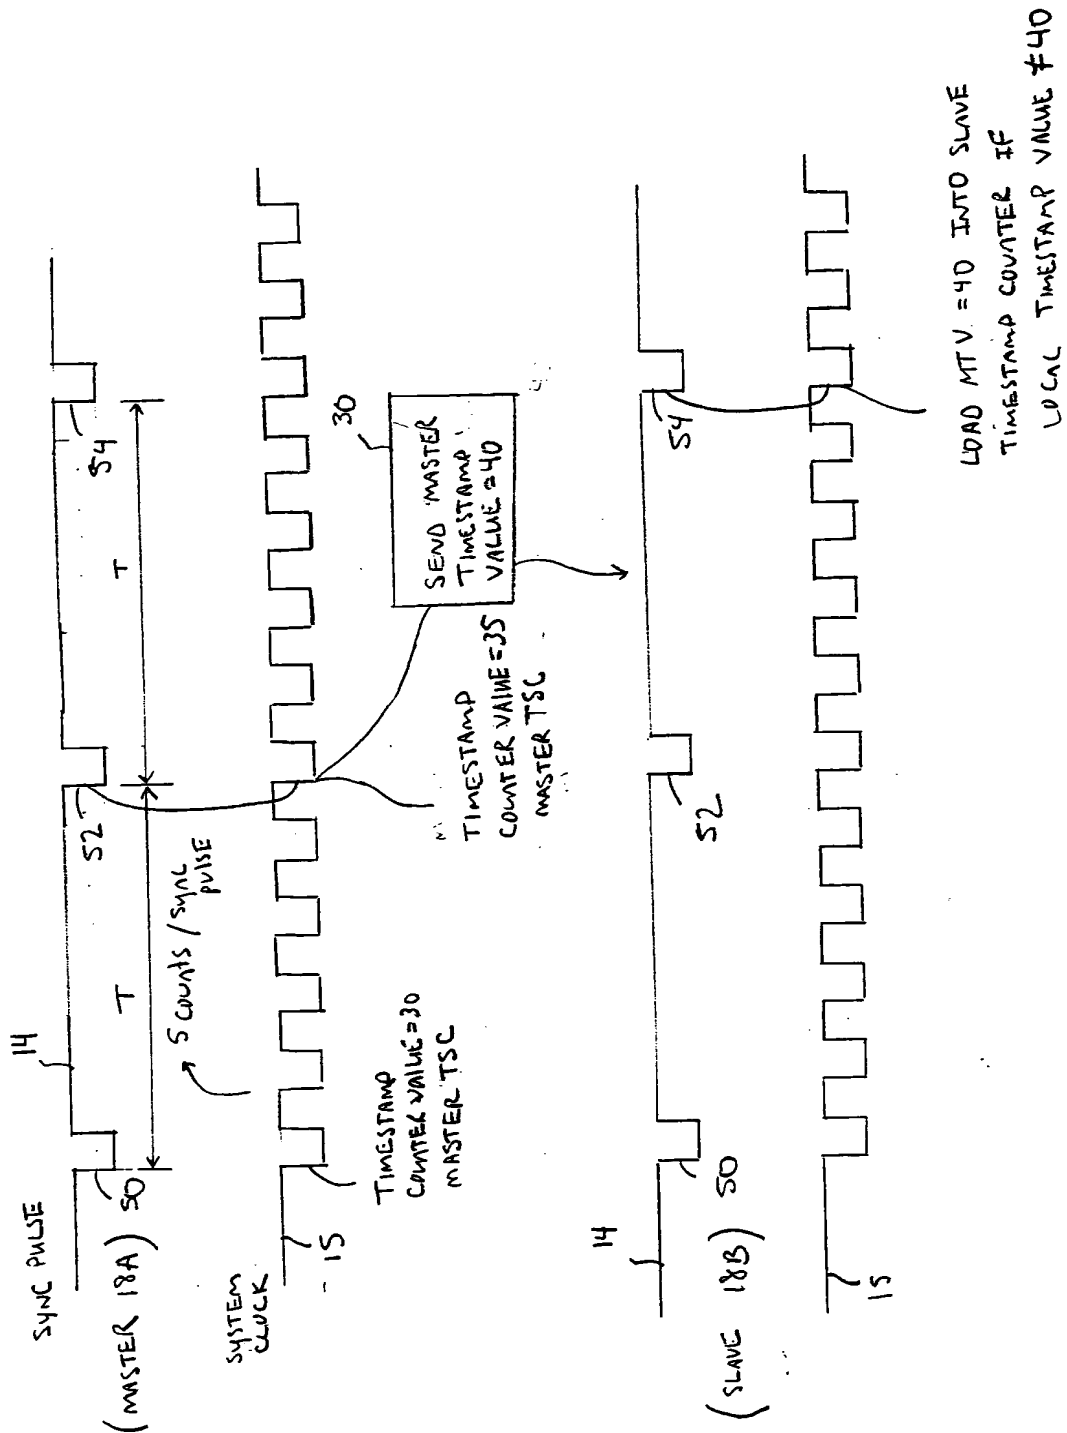 SYNC PULSE
14
(MASTER 18A)
50
52
54
T
T
5 counts / sync
pulse
SYSTEM
CLOCK
15
TIMESTAMP
COUNTER VALUE=30
MASTER TSC
TIMESTAMP
COUNTER VALUE=35
MASTER TSC
30
SEND MASTER
TIMESTAMP
VALUE=40
14
(SLAVE 18B)
50
52
54
15
LOAD MTV =40 INTO SLAVE
TIMESTAMP COUNTER IF
LOCAL TIMESTAMP VALUE ≠40